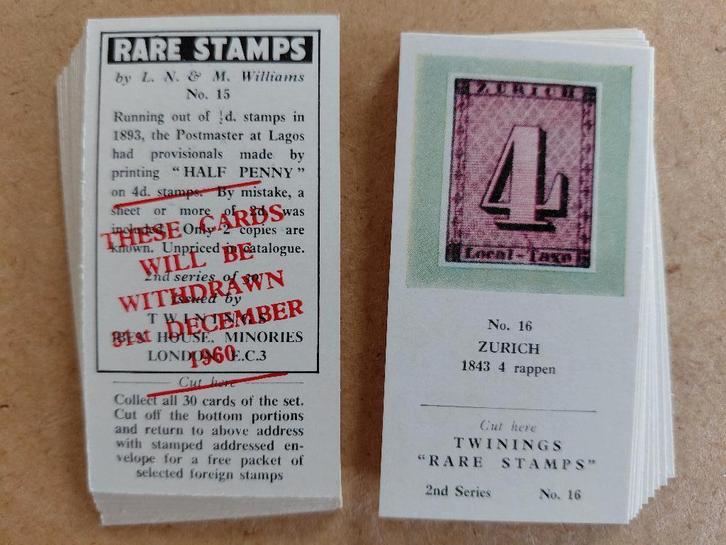 RARE STAMPS
by L. N. & M. Williams
No. 15
Running out of ½d. stamps in
1893, the Postmaster at Lagos
had provisionals made by
printing "HALF PENNY"
on 4d. stamps. By mistake, a
sheet or more of 2d. was
included. Only 2 copies are
known. Unpriced in catalogue.
2nd series of 30
Issued by
TWININGS
HOUSE, MINORIES
LONDON E.C.3
THESE CARDS
WILL BE
WITHDRAWN
31st DECEMBER
1960
Cut here
Collect all 30 cards of the set.
Cut off the bottom portions
and return to above address
with stamped addressed en-
velope for a free packet of
selected foreign stamps
ZURICH
4
Local-Taxe
No. 16
ZURICH
1843 4 rappen
Cut here
TWININGS
"RARE STAMPS"
2nd Series No. 16